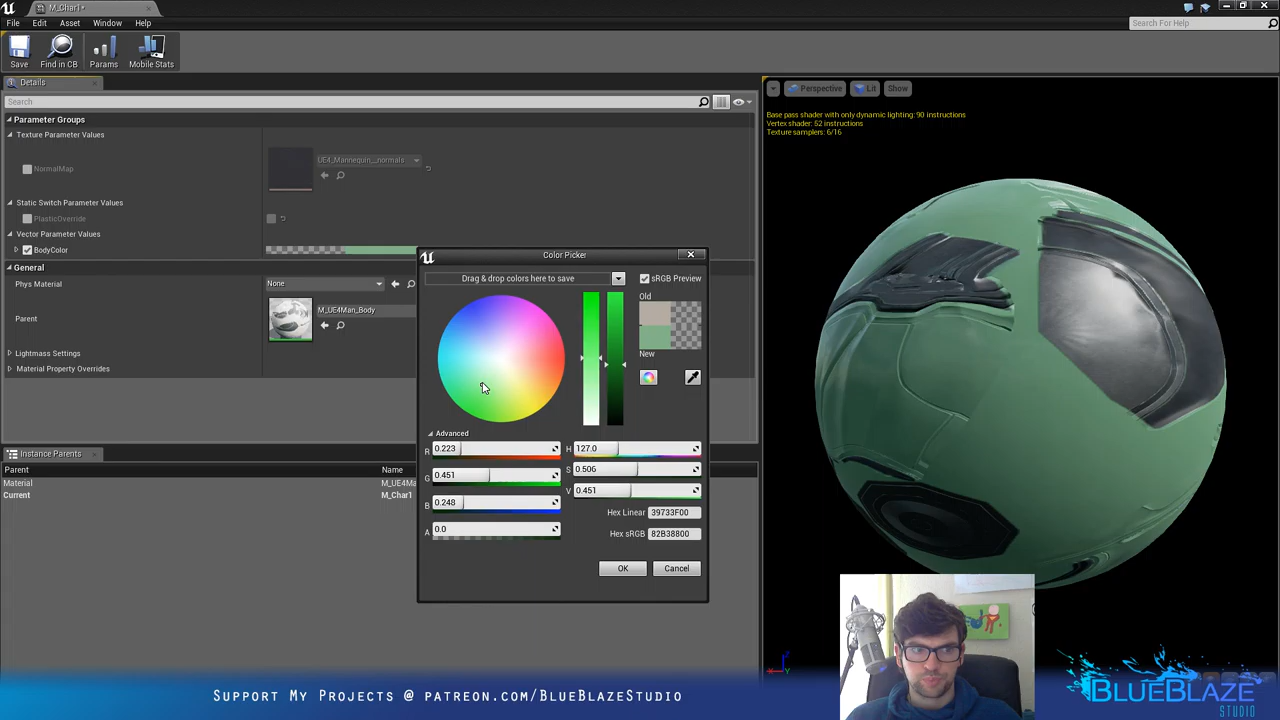 M_Char1*
File Edit Asset Window Help
Search For Help
Save Find in CB Params Mobile Stats
Details
Search
Parameter Groups
Texture Parameter Values
NormalMap
UE4_Mannequin__normals
Static Switch Parameter Values
PlasticOverride
Vector Parameter Values
BodyColor
General
Phys Material
None
Parent
M_UE4Man_Body
Lightmass Settings
Material Property Overrides
Instance Parents
Parent Name
Material M_UE4Ma
Current M_Char1
Color Picker
Drag & drop colors here to save
sRGB Preview
Old
New
Advanced
R 0.223
G 0.451
B 0.248
A 0.0
H 127.0
S 0.506
V 0.451
Hex Linear 39733F00
Hex sRGB 82B38800
OK Cancel
Perspective Lit Show
Base pass shader with only dynamic lighting: 90 instructions
Vertex shader: 52 instructions
Texture samplers: 6/16
Support My Projects @ patreon.com/BlueBlazeStudio
BlueBlaze
Studio